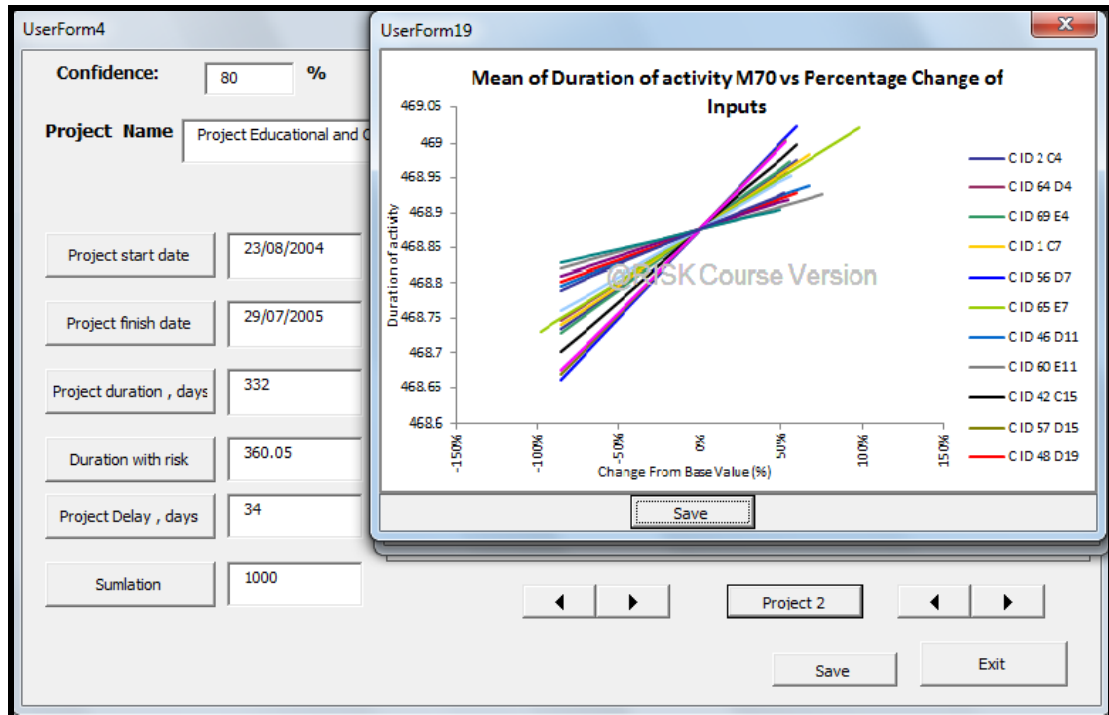 UserForm4
Confidence:
80
%
Project Name
Project Educational and
Project start date
23/08/2004
Project finish date
29/07/2005
Project duration , days
332
Duration with risk
360.05
Project Delay , days
34
Sumlation
1000
UserForm19
Mean of Duration of activity M70 vs Percentage Change of
Inputs
469.05
469
468.95
468.9
468.85
468.8
468.75
468.7
468.65
468.6
Duration of activity
-150%
-100%
-50%
0%
50%
100%
150%
Change From Base Value (%)
@RISK Course Version
C ID 2 C4
C ID 64 D4
C ID 69 E4
C ID 1 C7
C ID 56 D7
C ID 65 E7
C ID 46 D11
C ID 60 E11
C ID 42 C15
C ID 57 D15
C ID 48 D19
Save
Project 2
Save
Exit